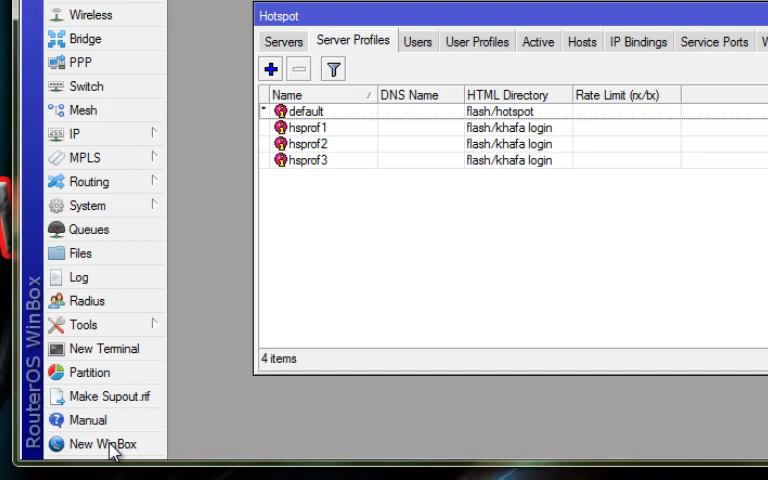 Wireless
Bridge
PPP
Switch
Mesh
IP
MPLS
Routing
System
Queues
Files
Log
Radius
Tools
New Terminal
Partition
Make Supout.rif
Manual
New WinBox
RouterOS WinBox
Hotspot
Servers Server Profiles Users User Profiles Active Hosts IP Bindings Service Ports
Name DNS Name HTML Directory Rate Limit (rx/tx)
* default flash/hotspot
hsprof1 flash/khafa login
hsprof2 flash/khafa login
hsprof3 flash/khafa login
4 items